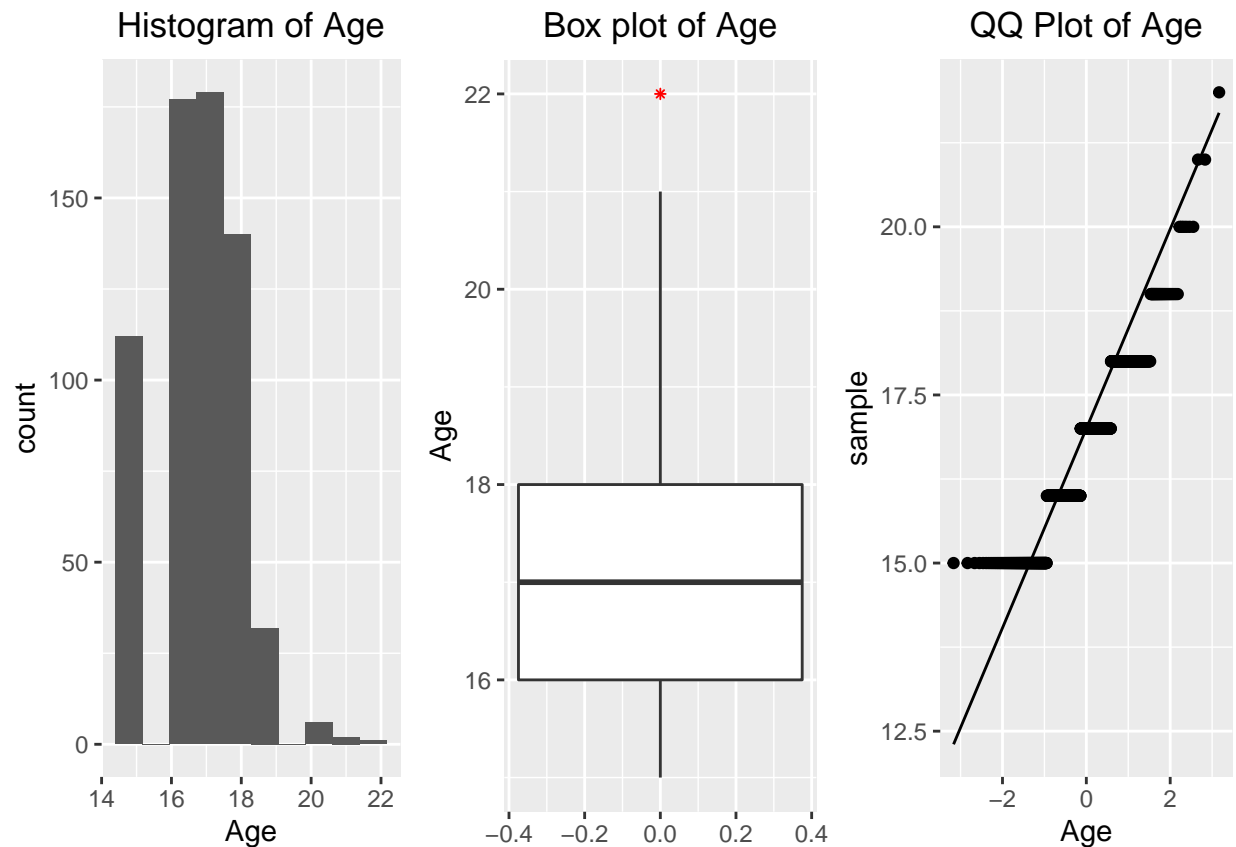 Histogram of Age
count
150
100
50
0
14 16 18 20 22
Age
Box plot of Age
Age
22
20
18
16
−0.4 −0.2 0.0 0.2 0.4
QQ Plot of Age
sample
20.0
17.5
15.0
12.5
−2 0 2
Age